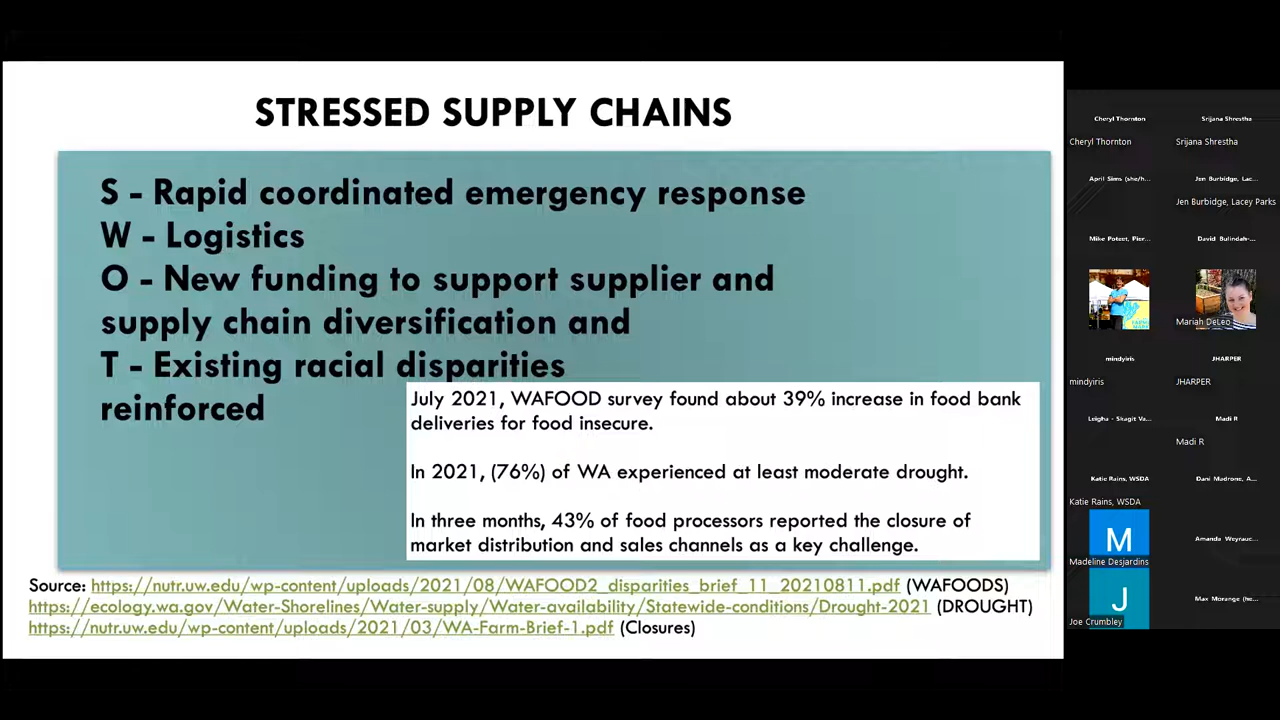 STRESSED SUPPLY CHAINS
S - Rapid coordinated emergency response
W - Logistics
O - New funding to support supplier and
supply chain diversification and
T - Existing racial disparities
reinforced
July 2021, WAFOOD survey found about 39% increase in food bank
deliveries for food insecure.
In 2021, (76%) of WA experienced at least moderate drought.
In three months, 43% of food processors reported the closure of
market distribution and sales channels as a key challenge.
Source: https://nutr.uw.edu/wp-content/uploads/2021/08/WAFOOD2_disparities_brief_11_20210811.pdf (WAFOODS)
https://ecology.wa.gov/Water-Shorelines/Water-supply/Water-availability/Statewide-conditions/Drought-2021 (DROUGHT)
https://nutr.uw.edu/wp-content/uploads/2021/03/WA-Farm-Brief-1.pdf (Closures)
Cheryl Thornton
Srijana Shrestha
Cheryl Thornton
Srijana Shrestha
April Sims (she/h...
Jen Burbidge, Lac...
Jen Burbidge, Lacey Parks
Mike Poteet, Pier...
David Bulindah-...
Mariah DeLeo
mindyiris
JHARPER
mindyiris
JHARPER
Leigha - Skagit Va...
Madi R
Madi R
Katie Rains, WSDA
Dani Madrone, A...
Katie Rains, WSDA
M
Amanda Weyrauc...
Madeline Desjardins
J
Max Morange (he...
Joe Crumbley